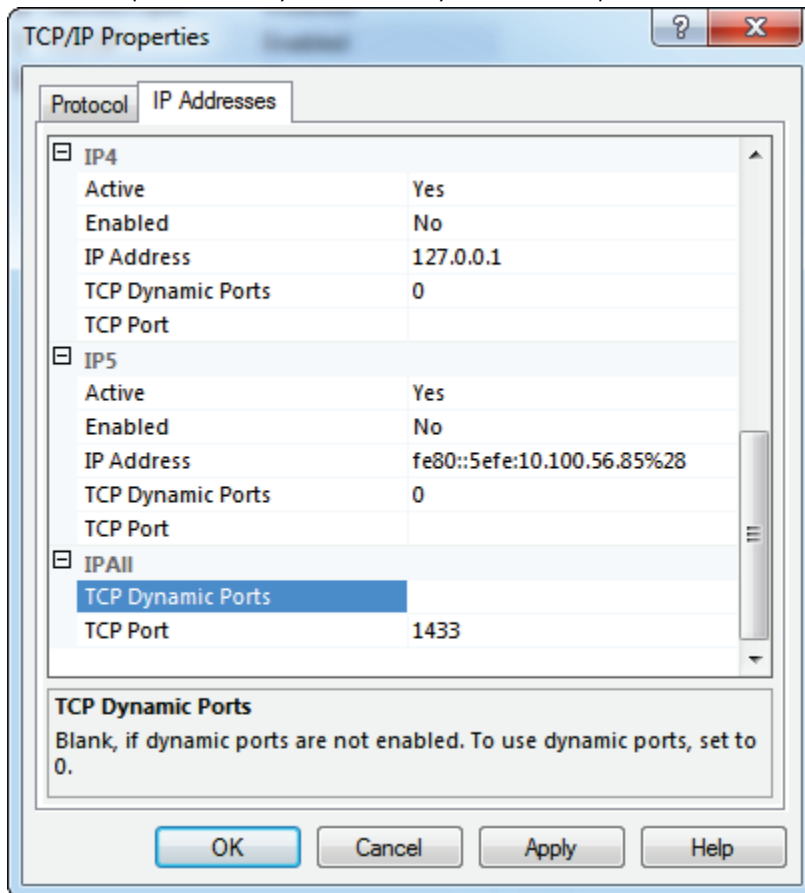 TCP/IP Properties
Enabled
Protocol IP Addresses
IP4
Active Yes
Enabled No
IP Address 127.0.0.1
TCP Dynamic Ports 0
TCP Port
IP5
Active Yes
Enabled No
IP Address fe80::5efe:10.100.56.85%28
TCP Dynamic Ports 0
TCP Port
IPAll
TCP Dynamic Ports
TCP Port 1433
TCP Dynamic Ports
Blank, if dynamic ports are not enabled. To use dynamic ports, set to
0.
OK Cancel Apply Help